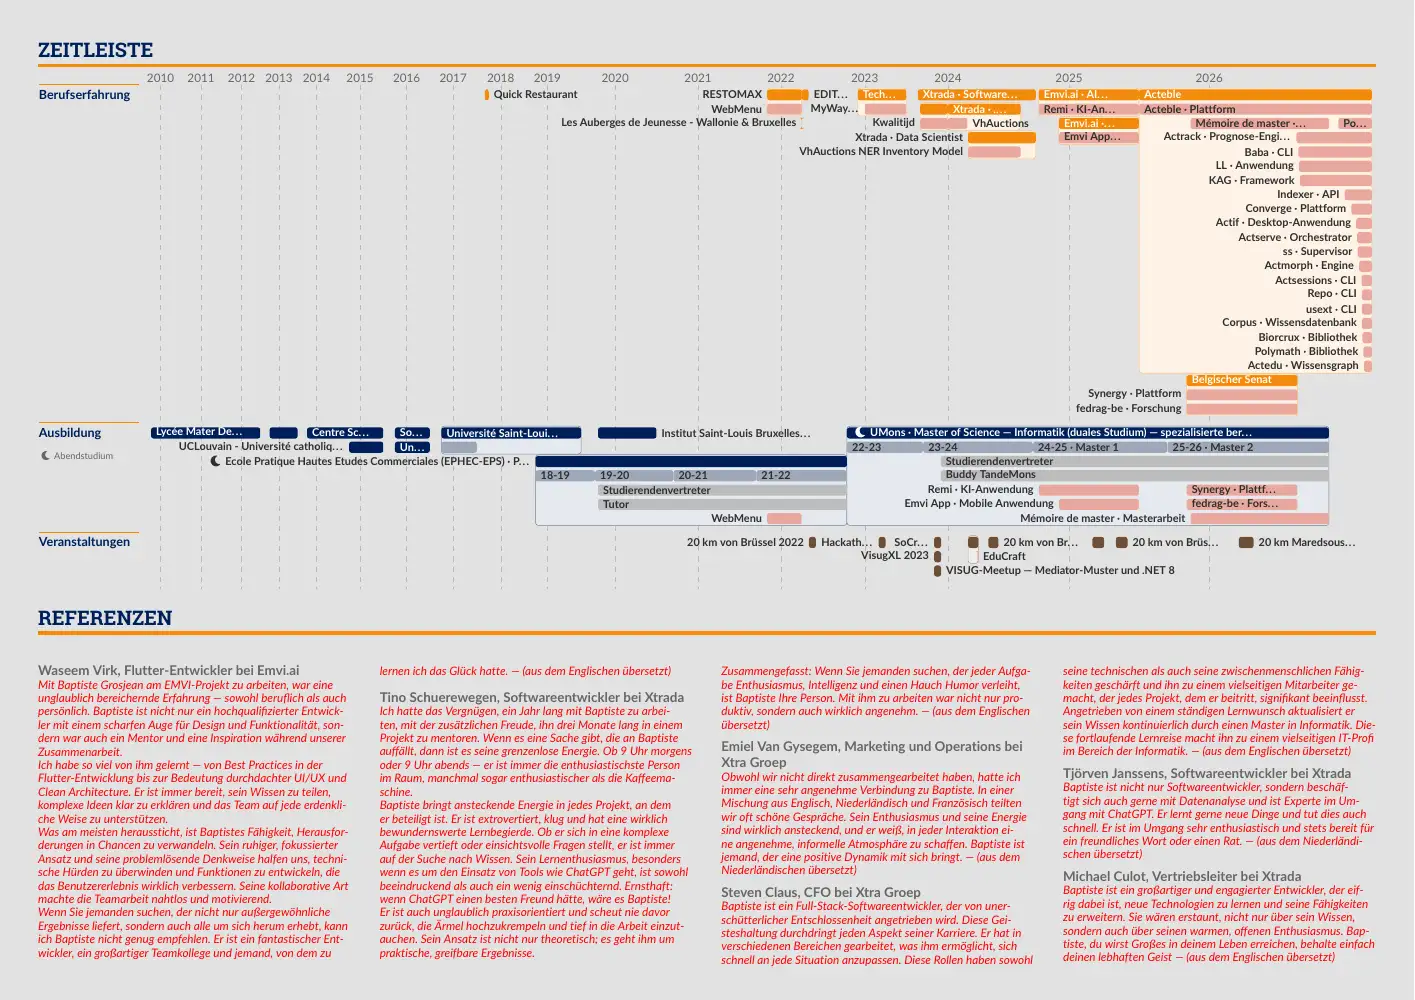 ZEITLEISTE
2010 2011 2012 2013 2014 2015 2016 2017 2018 2019 2020 2021 2022 2023 2024 2025 2026
Berufserfahrung
Quick Restaurant
RESTOMAX EDIT... Tech... Xtrada · Software... Emvi.ai · AI... Acteble
WebMenu MyWay... Xtrada · ... Remi · KI-An... Acteble · Plattform
Les Auberges de Jeunesse - Wallonie & Bruxelles Kwalitijd VhAuctions Emvi.ai ·... Mémoire de master ·... Po...
Xtrada · Data Scientist Emvi App... Actrack · Prognose-Engi...
VhAuctions NER Inventory Model Baba · CLI
LL · Anwendung
KAG · Framework
Indexer · API
Converge · Plattform
Actif · Desktop-Anwendung
Actserve · Orchestrator
ss · Supervisor
Actmorph · Engine
Actsessions · CLI
Repo · CLI
usext · CLI
Corpus · Wissensdatenbank
Biorcrux · Bibliothek
Polymath · Bibliothek
Actedu · Wissensgraph
Belgischer Senat
Synergy · Plattform
fedrag-be · Forschung
Ausbildung
Lycée Mater De... Centre Sc... So... Université Saint-Loui... Institut Saint-Louis Bruxelles... UMons · Master of Science — Informatik (duales Studium) — spezialisierte ber...
UCLouvain - Université catholiq... Un... 22-23 23-24 24-25 · Master 1 25-26 · Master 2
Abendstudium
Ecole Pratique Hautes Etudes Commerciales (EPHEC-EPS) · P... Studierendenvertreter
18-19 19-20 20-21 21-22 Buddy TandeMons
Studierendenvertreter Remi · KI-Anwendung Synergy · Plattf...
Tutor Emvi App · Mobile Anwendung fedrag-be · Fors...
WebMenu Mémoire de master · Masterarbeit
Veranstaltungen
20 km von Brüssel 2022 Hackath... SoCr... 20 km von Br... 20 km von Brüs... 20 km Maredsous...
VisugXL 2023 EduCraft
VISUG-Meetup — Mediator-Muster und .NET 8
REFERENZEN
Waseem Virk, Flutter-Entwickler bei Emvi.ai
Mit Baptiste Grosjean am EMVI-Projekt zu arbeiten, war eine
unglaublich bereichernde Erfahrung — sowohl beruflich als auch
persönlich. Baptiste ist nicht nur ein hochqualifizierter Entwick-
ler mit einem scharfen Auge für Design und Funktionalität, son-
dern war auch ein Mentor und eine Inspiration während unserer
Zusammenarbeit.
Ich habe so viel von ihm gelernt — von Best Practices in der
Flutter-Entwicklung bis zur Bedeutung durchdachter UI/UX und
Clean Architecture. Er ist immer bereit, sein Wissen zu teilen,
komplexe Ideen klar zu erklären und das Team auf jede erdenkli-
che Weise zu unterstützen.
Was am meisten heraussticht, ist Baptistes Fähigkeit, Herausfor-
derungen in Chancen zu verwandeln. Sein ruhiger, fokussierter
Ansatz und seine problemlösende Denkweise halfen uns, techni-
sche Hürden zu überwinden und Funktionen zu entwickeln, die
das Benutzererlebnis wirklich verbessern. Seine kollaborative Art
machte die Teamarbeit nahtlos und motivierend.
Wenn Sie jemanden suchen, der nicht nur außergewöhnliche
Ergebnisse liefert, sondern auch alle um sich herum erhebt, kann
ich Baptiste nicht genug empfehlen. Er ist ein fantastischer Ent-
wickler, ein großartiger Teamkollege und jemand, von dem zu
lernen ich das Glück hatte. — (aus dem Englischen übersetzt)
Tino Schuerewegen, Softwareentwickler bei Xtrada
Ich hatte das Vergnügen, ein Jahr lang mit Baptiste zu arbei-
ten, mit der zusätzlichen Freude, ihn drei Monate lang in einem
Projekt zu mentoren. Wenn es eine Sache gibt, die an Baptiste
auffällt, dann ist es seine grenzenlose Energie. Ob 9 Uhr morgens
oder 9 Uhr abends — er ist immer die enthusiastischste Person
im Raum, manchmal sogar enthusiastischer als die Kaffeema-
schine.
Baptiste bringt ansteckende Energie in jedes Projekt, an dem
er beteiligt ist. Er ist extrovertiert, klug und hat eine wirklich
bewundernswerte Lernbegierde. Ob er sich in eine komplexe
Aufgabe vertieft oder einsichtsvolle Fragen stellt, er ist immer
auf der Suche nach Wissen. Sein Lernenthusiasmus, besonders
wenn es um den Einsatz von Tools wie ChatGPT geht, ist sowohl
beeindruckend als auch ein wenig einschüchternd. Ernsthaft:
wenn ChatGPT einen besten Freund hätte, wäre es Baptiste!
Er ist auch unglaublich praxisorientiert und scheut nie davor
zurück, die Ärmel hochzukrempeln und tief in die Arbeit einzut-
auchen. Sein Ansatz ist nicht nur theoretisch; es geht ihm um
praktische, greifbare Ergebnisse.
Zusammengefasst: Wenn Sie jemanden suchen, der jeder Aufga-
be Enthusiasmus, Intelligenz und einen Hauch Humor verleiht,
ist Baptiste Ihre Person. Mit ihm zu arbeiten war nicht nur pro-
duktiv, sondern auch wirklich angenehm. — (aus dem Englischen
übersetzt)
Emiel Van Gysegem, Marketing und Operations bei
Xtra Groep
Obwohl wir nicht direkt zusammengearbeitet haben, hatte ich
immer eine sehr angenehme Verbindung zu Baptiste. In einer
Mischung aus Englisch, Niederländisch und Französisch teilten
wir oft schöne Gespräche. Sein Enthusiasmus und seine Energie
sind wirklich ansteckend, und er weiß, in jeder Interaktion ei-
ne angenehme, informelle Atmosphäre zu schaffen. Baptiste ist
jemand, der eine positive Dynamik mit sich bringt. — (aus dem
Niederländischen übersetzt)
Steven Claus, CFO bei Xtra Groep
Baptiste ist ein Full-Stack-Softwareentwickler, der von uner-
schütterlicher Entschlossenheit angetrieben wird. Diese Gei-
steshaltung durchdringt jeden Aspekt seiner Karriere. Er hat in
verschiedenen Bereichen gearbeitet, was ihm ermöglicht, sich
schnell an jede Situation anzupassen. Diese Rollen haben sowohl
seine technischen als auch seine zwischenmenschlichen Fähig-
keiten geschärft und ihn zu einem vielseitigen Mitarbeiter ge-
macht, der jedes Projekt, dem er beitritt, signifikant beeinflusst.
Angetrieben von einem ständigen Lernwunsch aktualisiert er
sein Wissen kontinuierlich durch einen Master in Informatik. Die-
se fortlaufende Lernreise macht ihn zu einem vielseitigen IT-Profi
im Bereich der Informatik. — (aus dem Englischen übersetzt)
Tjörven Janssens, Softwareentwickler bei Xtrada
Baptiste ist nicht nur Softwareentwickler, sondern beschäf-
tigt sich auch gerne mit Datenanalyse und ist Experte im Um-
gang mit ChatGPT. Er lernt gerne neue Dinge und tut dies auch
schnell. Er ist im Umgang sehr enthusiastisch und stets bereit für
ein freundliches Wort oder einen Rat. — (aus dem Niederländi-
schen übersetzt)
Michael Culot, Vertriebsleiter bei Xtrada
Baptiste ist ein großartiger und engagierter Entwickler, der eif-
rig dabei ist, neue Technologien zu lernen und seine Fähigkeiten
zu erweitern. Sie wären erstaunt, nicht nur über sein Wissen,
sondern auch über seinen warmen, offenen Enthusiasmus. Bap-
tiste, du wirst Großes in deinem Leben erreichen, behalte einfach
deinen lebhaften Geist — (aus dem Englischen übersetzt)